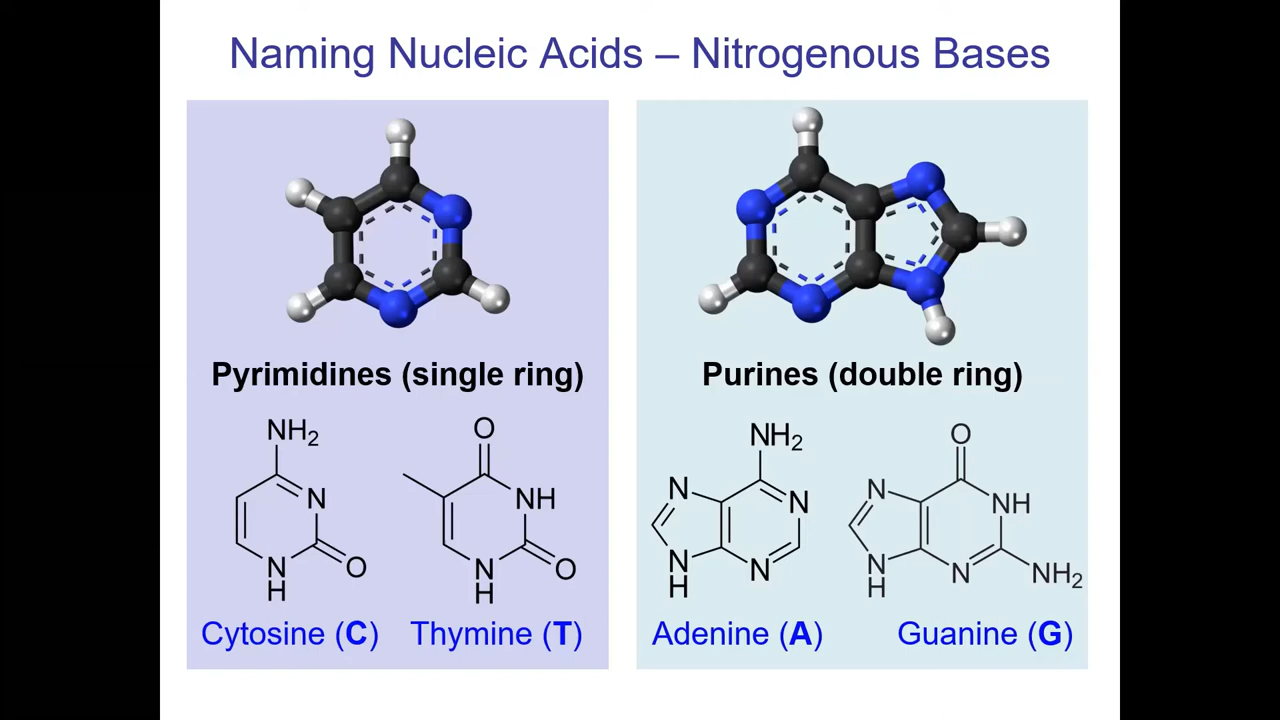 Naming Nucleic Acids – Nitrogenous Bases
Pyrimidines (single ring)
NH₂
N
N
H
O
Cytosine (C)
O
NH
N
H
O
Thymine (T)
Purines (double ring)
NH₂
N
N
N
H
N
Adenine (A)
O
N
NH
N
H
N
NH₂
Guanine (G)